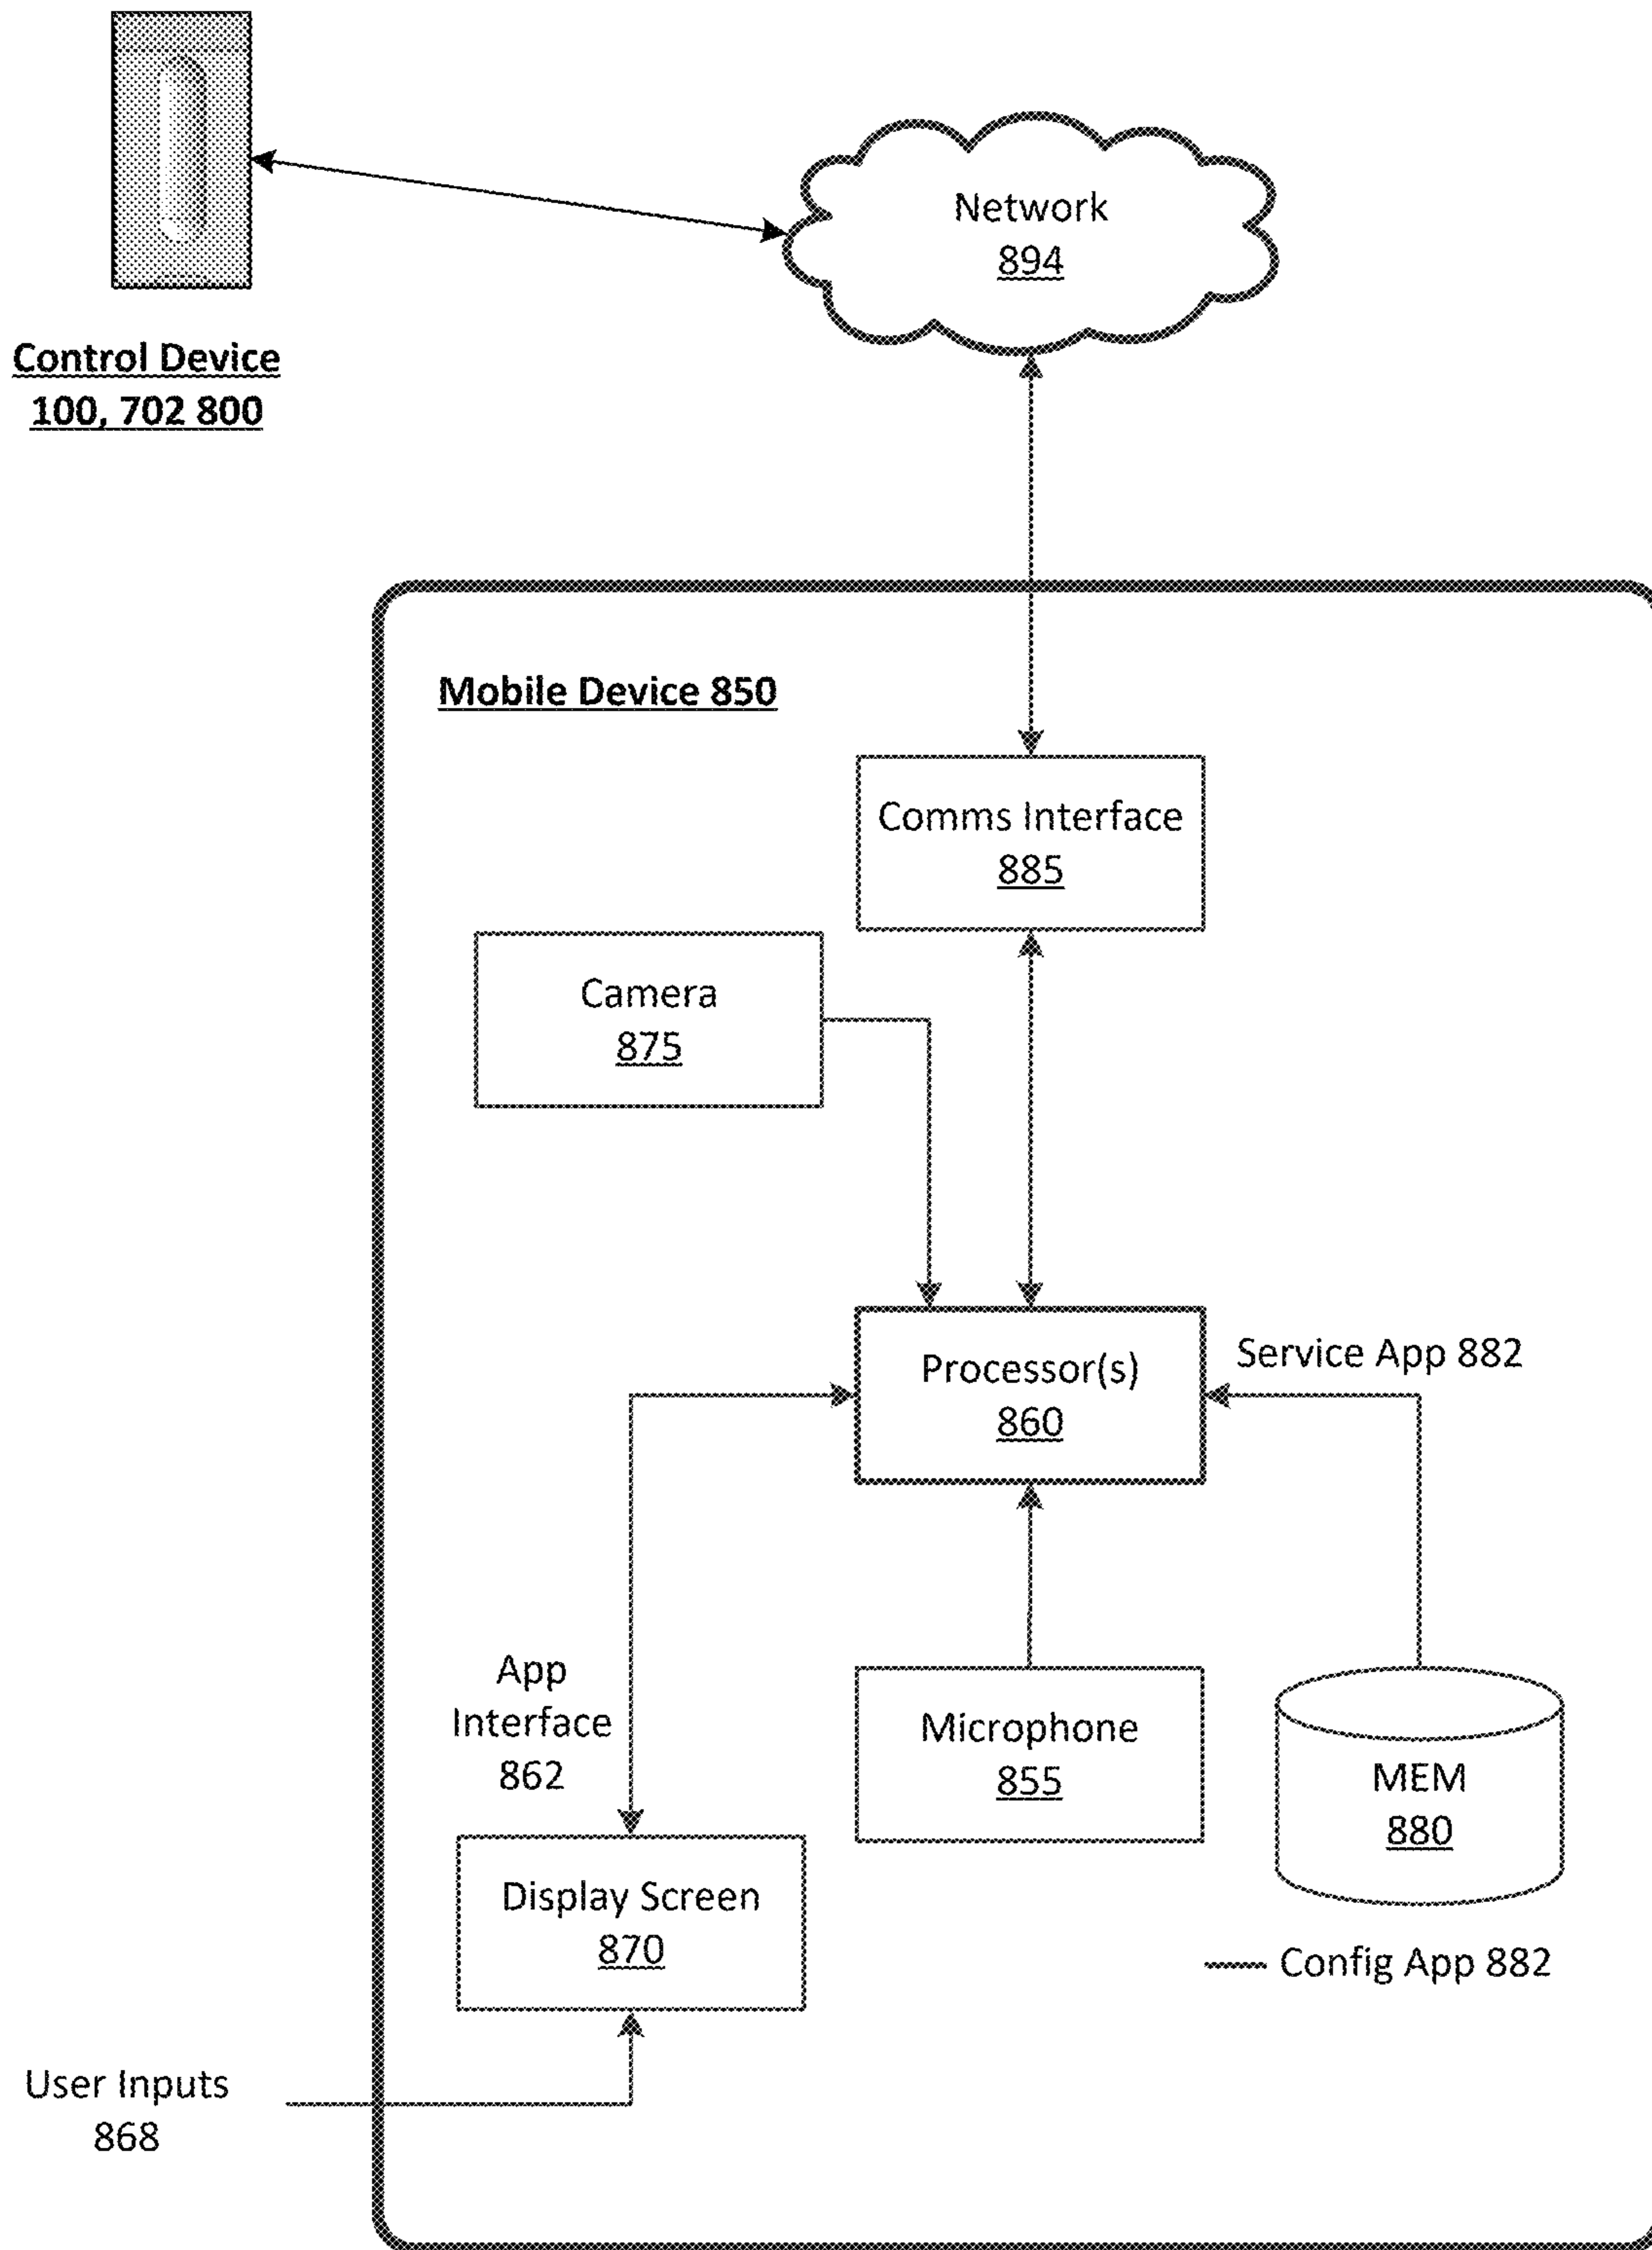 Network
894
Control Device
100, 702 800
Mobile Device 850
Comms Interface
885
Camera
875
Processor(s)
860
Service App 882
App
Interface
862
Microphone
855
MEM
880
Display Screen
870
Config App 882
User Inputs
868